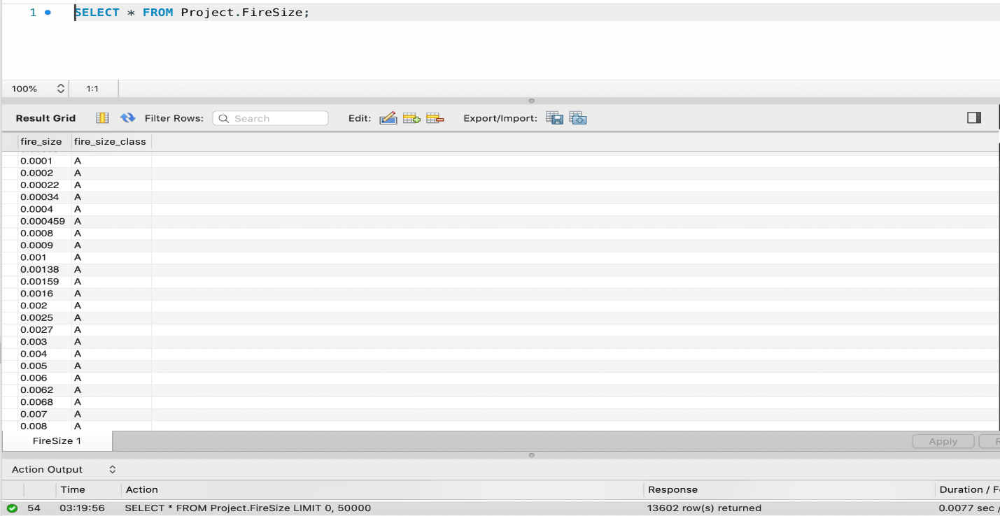 1 SELECT * FROM Project.FireSize;
100% 1:1
Result Grid Filter Rows: Search Edit: Export/Import:
fire_size fire_size_class
0.0001 A
0.0002 A
0.00022 A
0.00034 A
0.0004 A
0.000459 A
0.0008 A
0.0009 A
0.001 A
0.00138 A
0.00159 A
0.0016 A
0.002 A
0.0025 A
0.0027 A
0.003 A
0.004 A
0.005 A
0.006 A
0.0062 A
0.0068 A
0.007 A
0.008 A
FireSize 1 Apply
Action Output
Time Action Response Duration / F
54 03:19:56 SELECT * FROM Project.FireSize LIMIT 0, 50000 13602 row(s) returned 0.0077 sec /